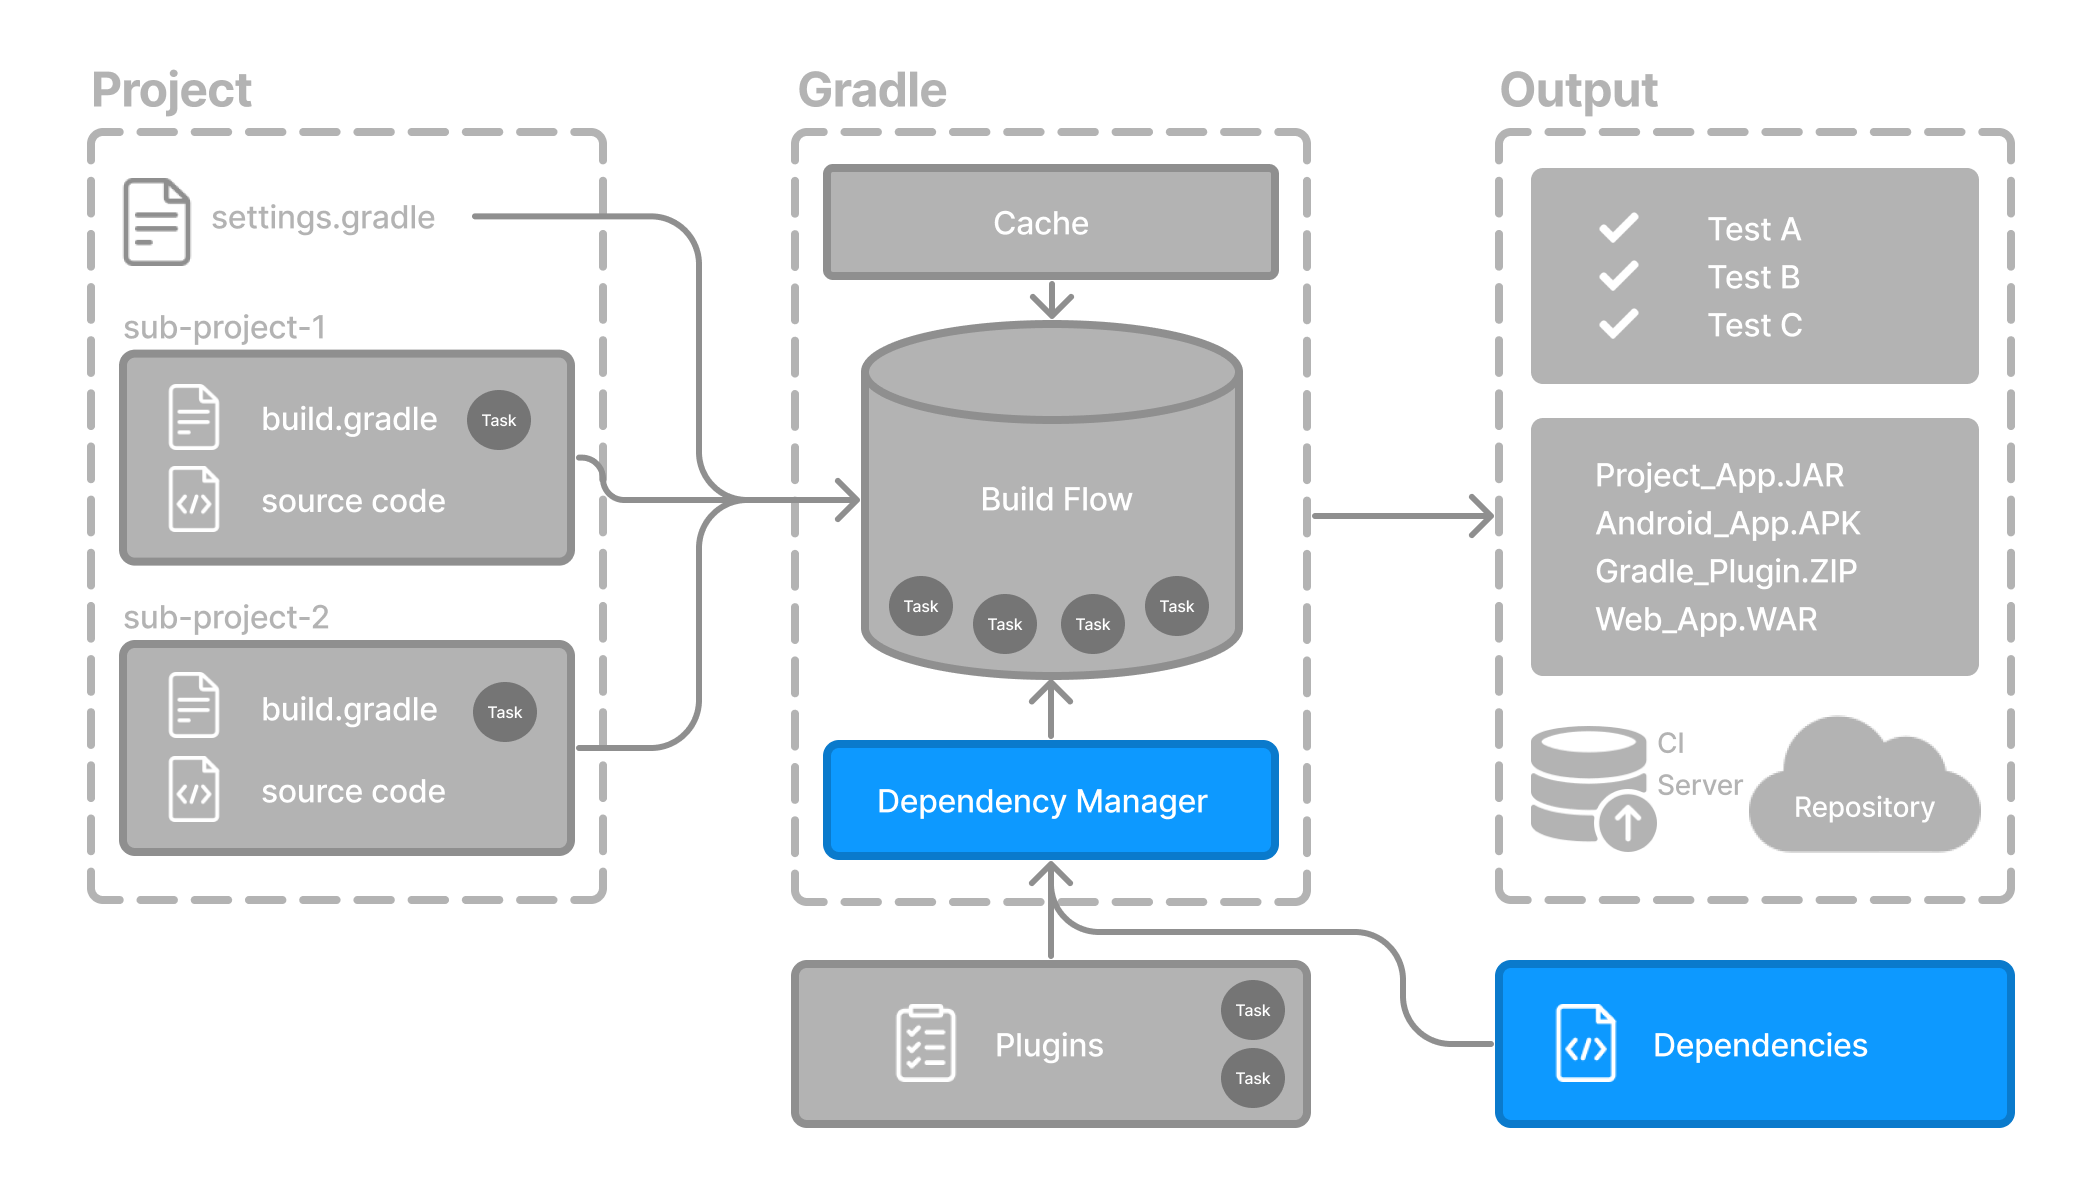 Project
settings.gradle
sub-project-1
build.gradle
Task
source code
sub-project-2
build.gradle
Task
source code
Gradle
Cache
Build Flow
Task
Task
Task
Task
Dependency Manager
Plugins
Task
Task
Output
Test A
Test B
Test C
Project_App.JAR
Android_App.APK
Gradle_Plugin.ZIP
Web_App.WAR
CI
Server
Repository
Dependencies